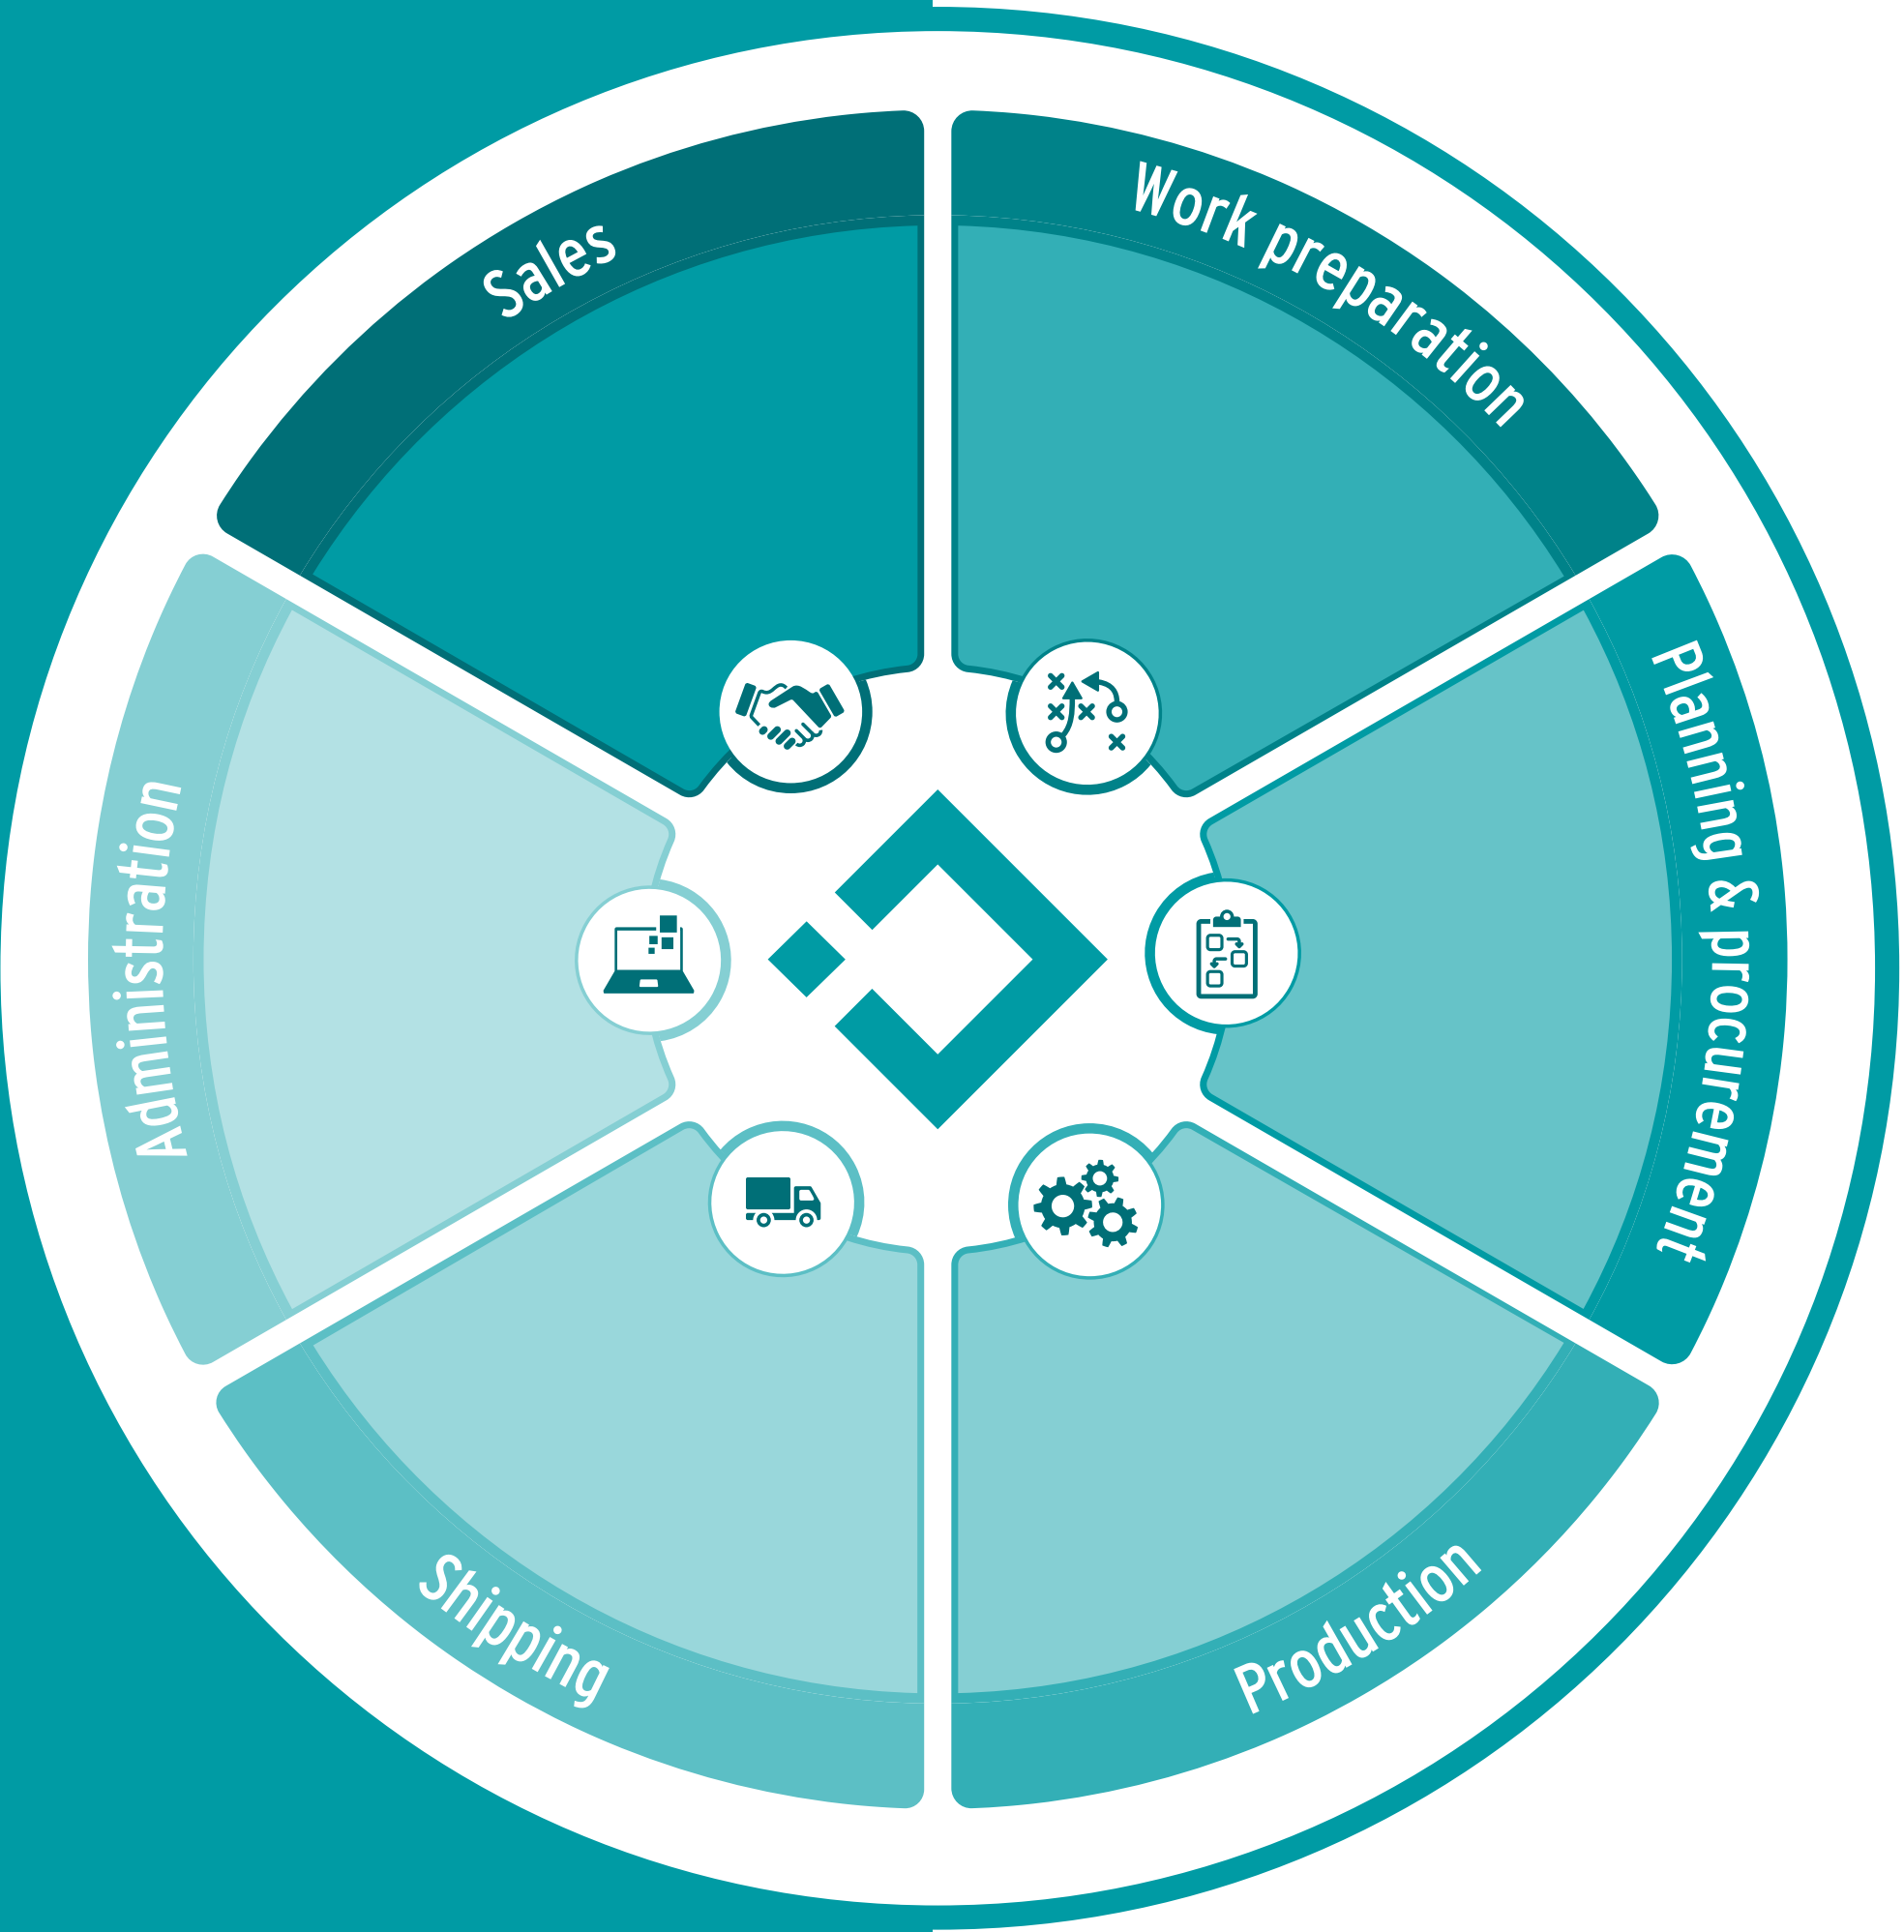 Sales
Work preparation
Planning & procurement
Production
Shipping
Administration